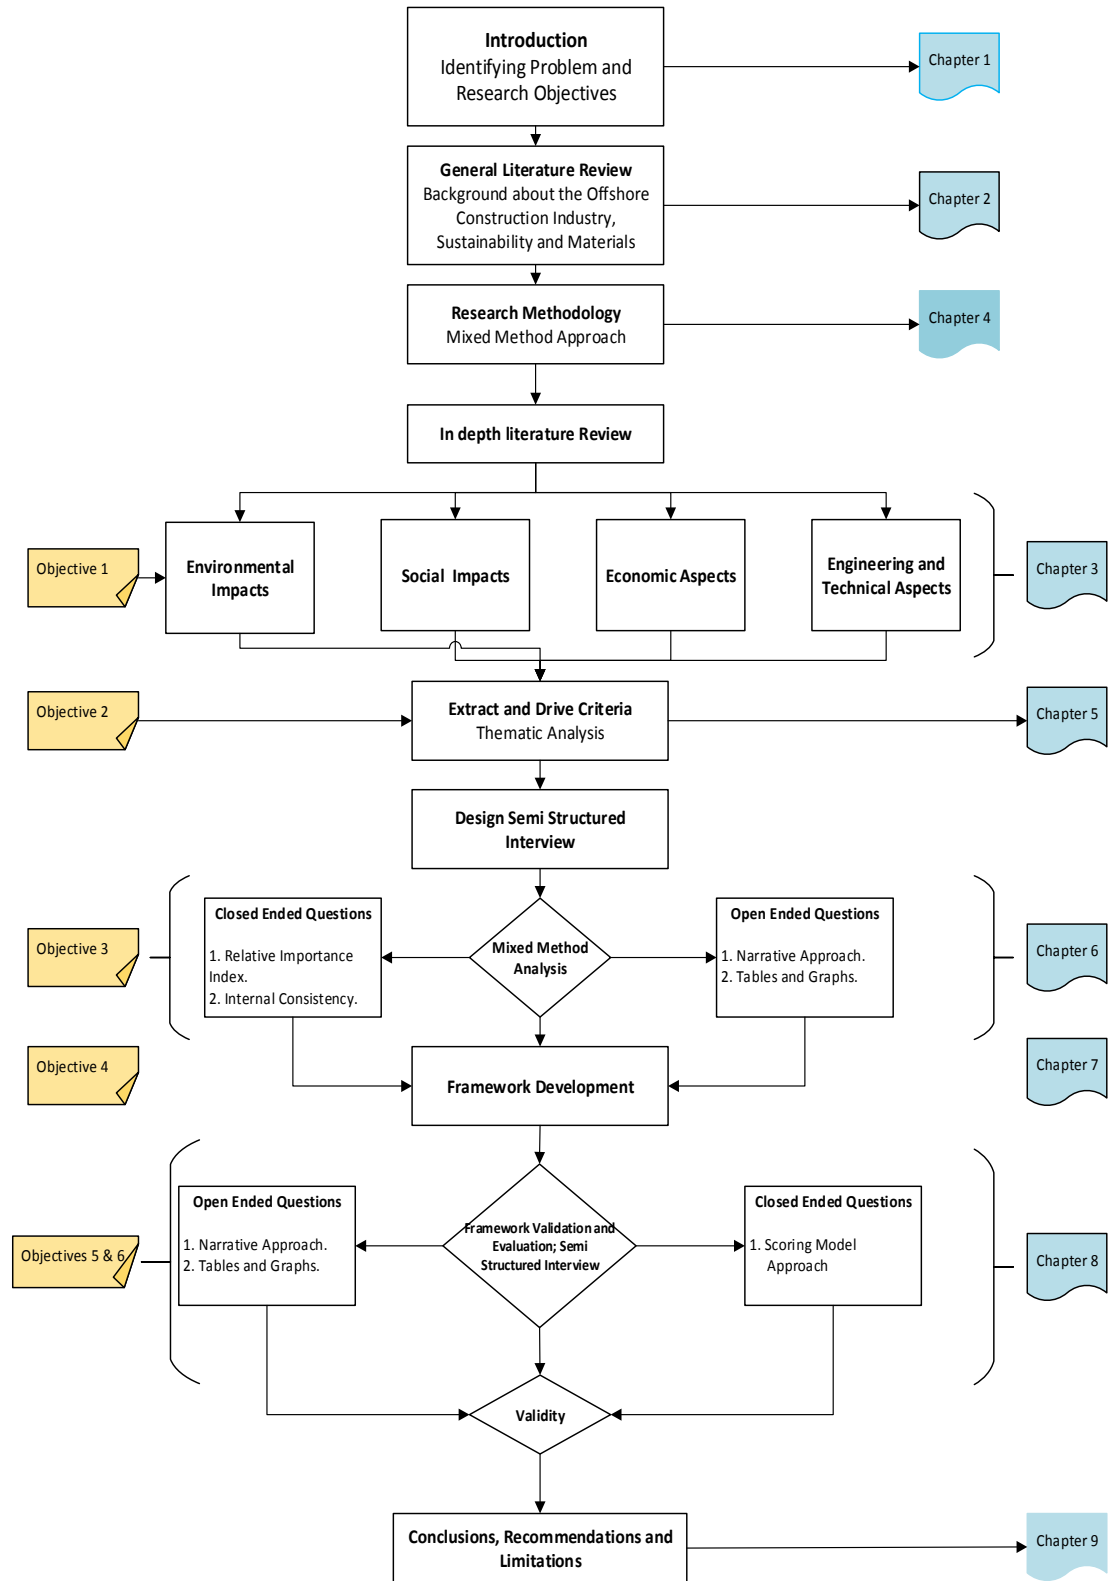 Introduction
Identifying Problem and
Research Objectives
Chapter 1
General Literature Review
Background about the Offshore
Construction Industry,
Sustainability and Materials
Chapter 2
Research Methodology
Mixed Method Approach
Chapter 4
In depth literature Review
Objective 1
Environmental
Impacts
Social Impacts
Economic Aspects
Engineering and
Technical Aspects
Chapter 3
Objective 2
Extract and Drive Criteria
Thematic Analysis
Chapter 5
Design Semi Structured
Interview
Objective 3
Closed Ended Questions
1. Relative Importance
Index.
2. Internal Consistency.
Mixed Method
Analysis
Open Ended Questions
1. Narrative Approach.
2. Tables and Graphs.
Chapter 6
Objective 4
Framework Development
Chapter 7
Objectives 5 & 6
Open Ended Questions
1. Narrative Approach.
2. Tables and Graphs.
Framework Validation and
Evaluation; Semi
Structured Interview
Closed Ended Questions
1. Scoring Model
Approach
Chapter 8
Validity
Conclusions, Recommendations and
Limitations
Chapter 9